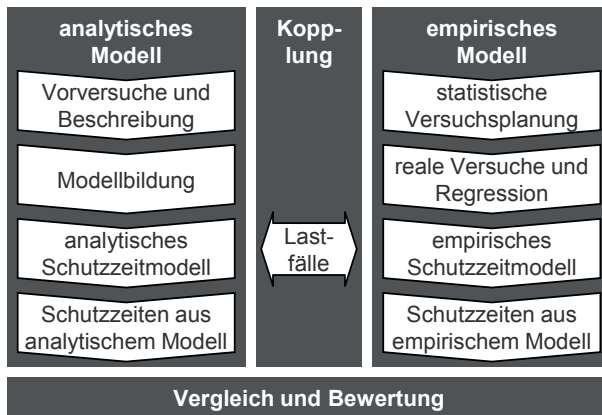 analytisches
Modell
Vorversuche und
Beschreibung
Modellbildung
analytisches
Schutzzeitmodell
Schutzzeiten aus
analytischem Modell
Kopp-
lung
Last-
fälle
empirisches
Modell
statistische
Versuchsplanung
reale Versuche und
Regression
empirisches
Schutzzeitmodell
Schutzzeiten aus
empirischem Modell
Vergleich und Bewertung